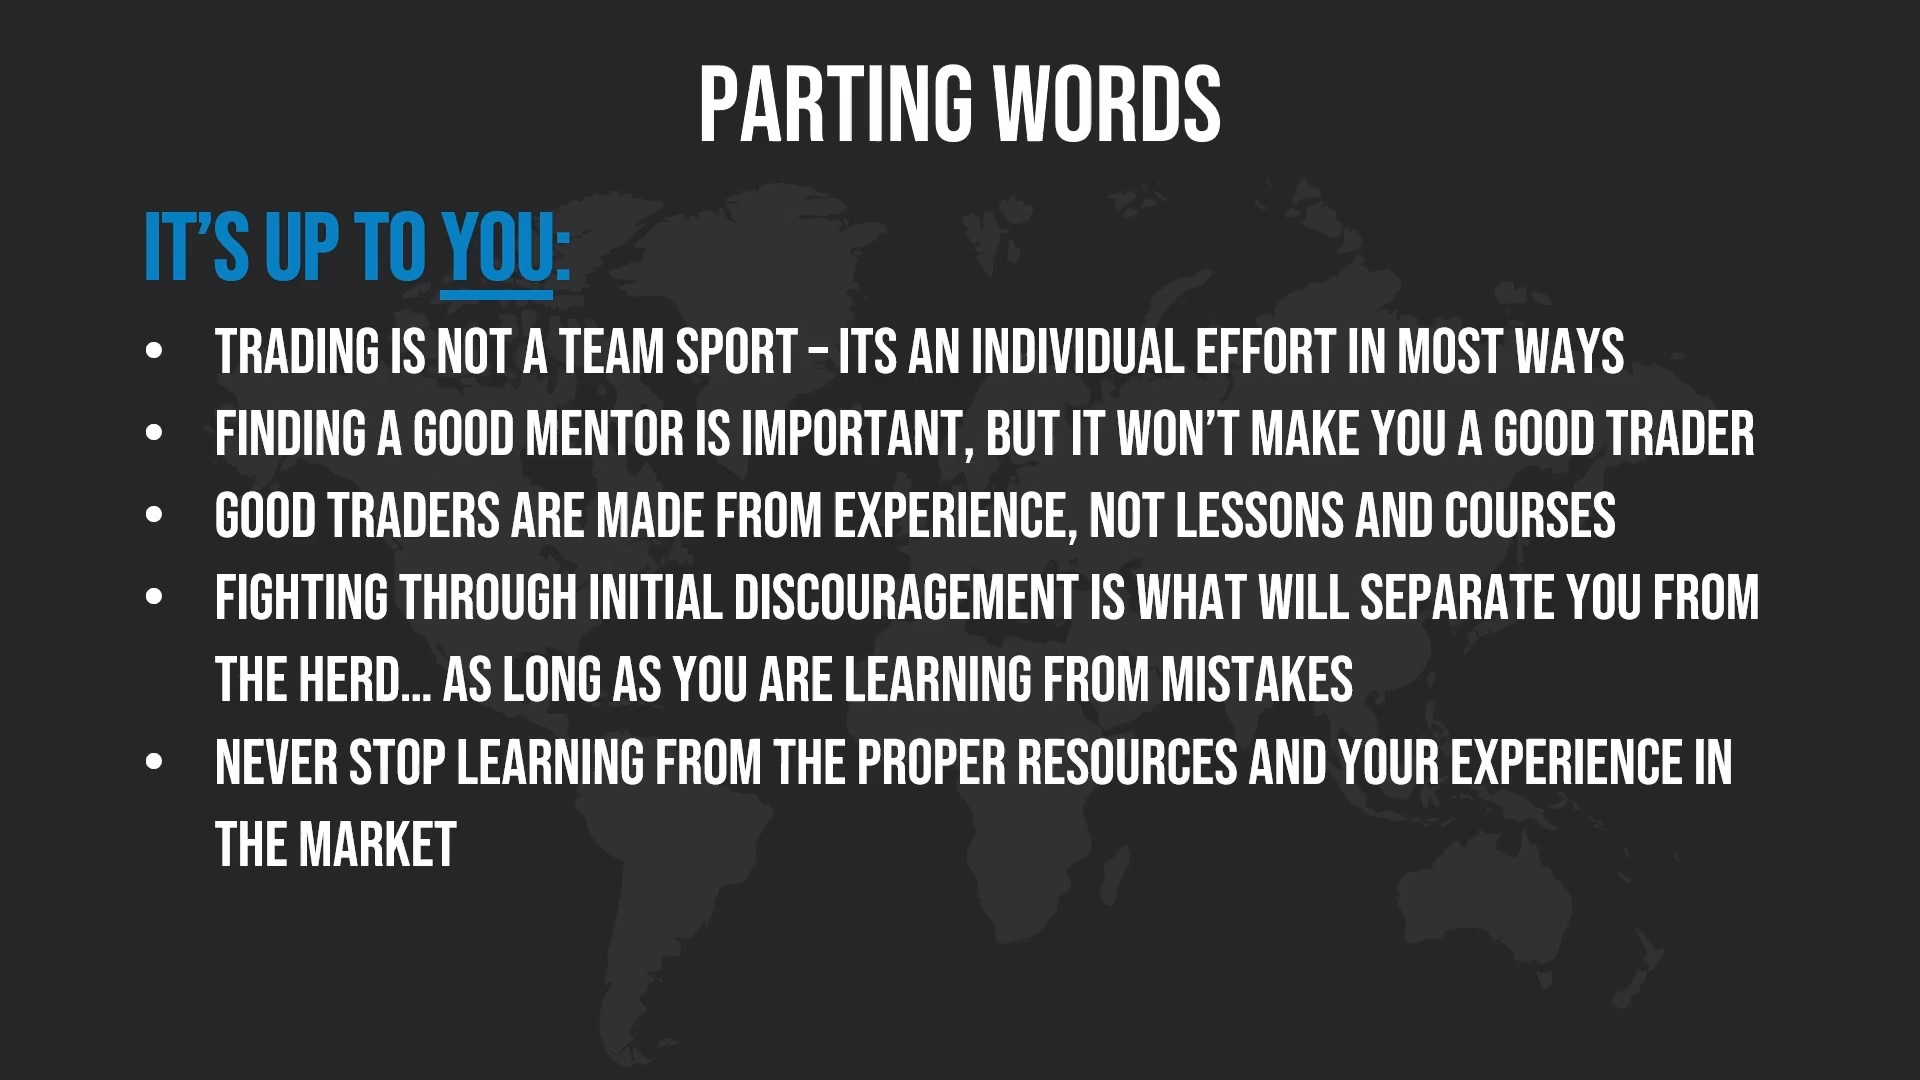 PARTING WORDS
IT'S UP TO YOU:
• TRADING IS NOT A TEAM SPORT – ITS AN INDIVIDUAL EFFORT IN MOST WAYS
• FINDING A GOOD MENTOR IS IMPORTANT, BUT IT WON'T MAKE YOU A GOOD TRADER
• GOOD TRADERS ARE MADE FROM EXPERIENCE, NOT LESSONS AND COURSES
• FIGHTING THROUGH INITIAL DISCOURAGEMENT IS WHAT WILL SEPARATE YOU FROM
THE HERD... AS LONG AS YOU ARE LEARNING FROM MISTAKES
• NEVER STOP LEARNING FROM THE PROPER RESOURCES AND YOUR EXPERIENCE IN
THE MARKET